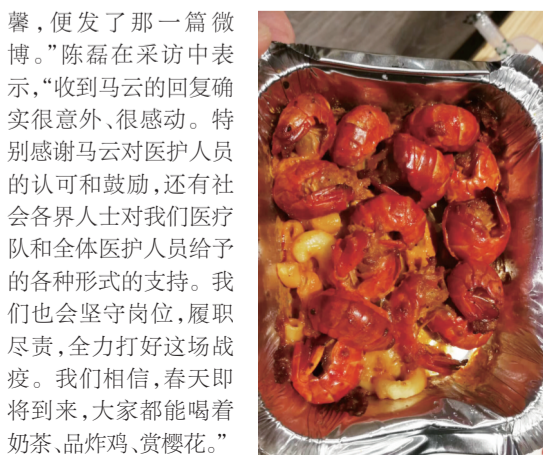 馨，便发了那一篇微
博。”陈磊在采访中表
示，“收到马云的回复确
实很意外、很感动。特
别感谢马云对医护人员
的认可和鼓励，还有社
会各界人士对我们医疗
队和全体医护人员给予
的各种形式的支持。我
们也会坚守岗位，履职
尽责，全力打好这场战
疫。我们相信，春天即
将到来，大家都能喝着
奶茶、品炸鸡、赏樱花。”